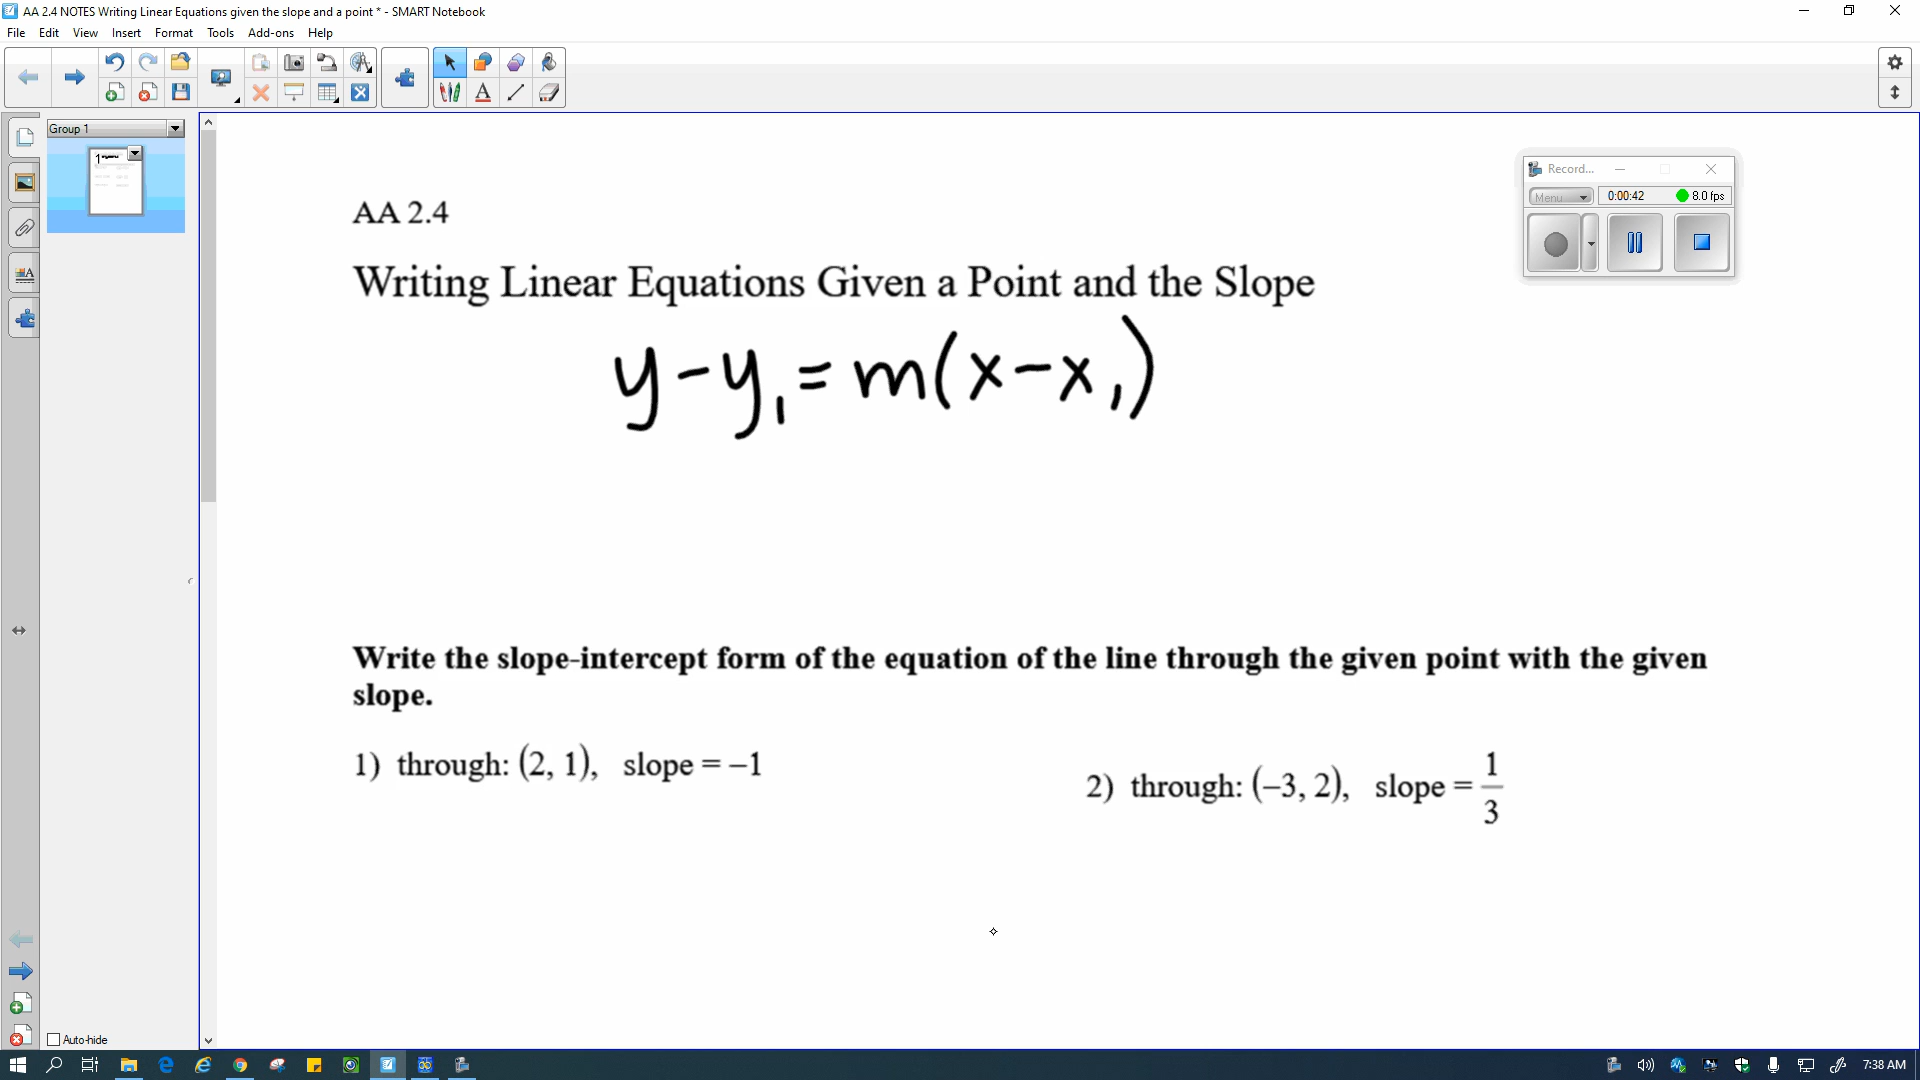 AA 2.4 NOTES Writing Linear Equations given the slope and a point * - SMART Notebook
File Edit View Insert Format Tools Add-ons Help
Group 1
1
Record...
Menu 0:00:42 8.0 fps
AA 2.4
Writing Linear Equations Given a Point and the Slope
y - y₁ = m(x - x₁)
Write the slope-intercept form of the equation of the line through the given point with the given
slope.
1) through: (2, 1), slope = –1
2) through: (–3, 2), slope = 1/3
Auto-hide
7:38 AM